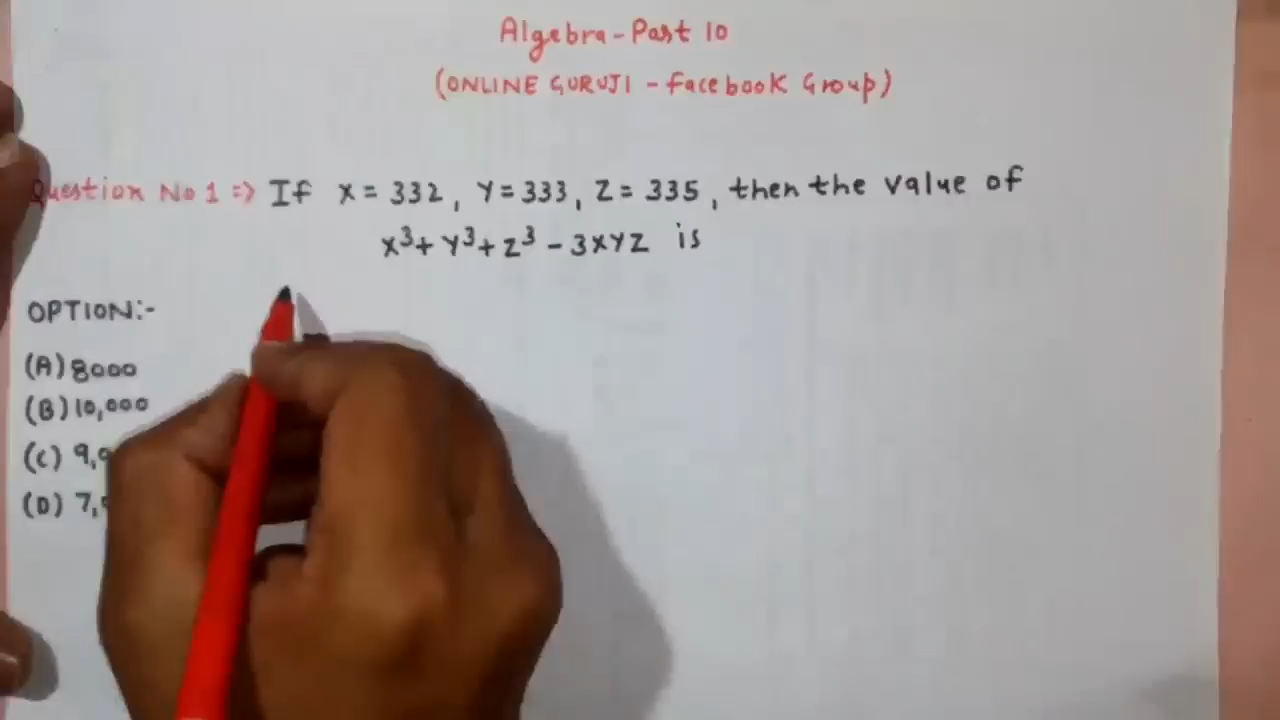 Algebra-Part 10
(ONLINE GURUJI - Facebook Group)
Question No 1 => If X = 332, Y = 333, Z = 335, then the value of
x³ + y³ + z³ - 3xyz is
OPTION:-
(A) 8000
(B) 10,000
(C) 9,
(D) 7,